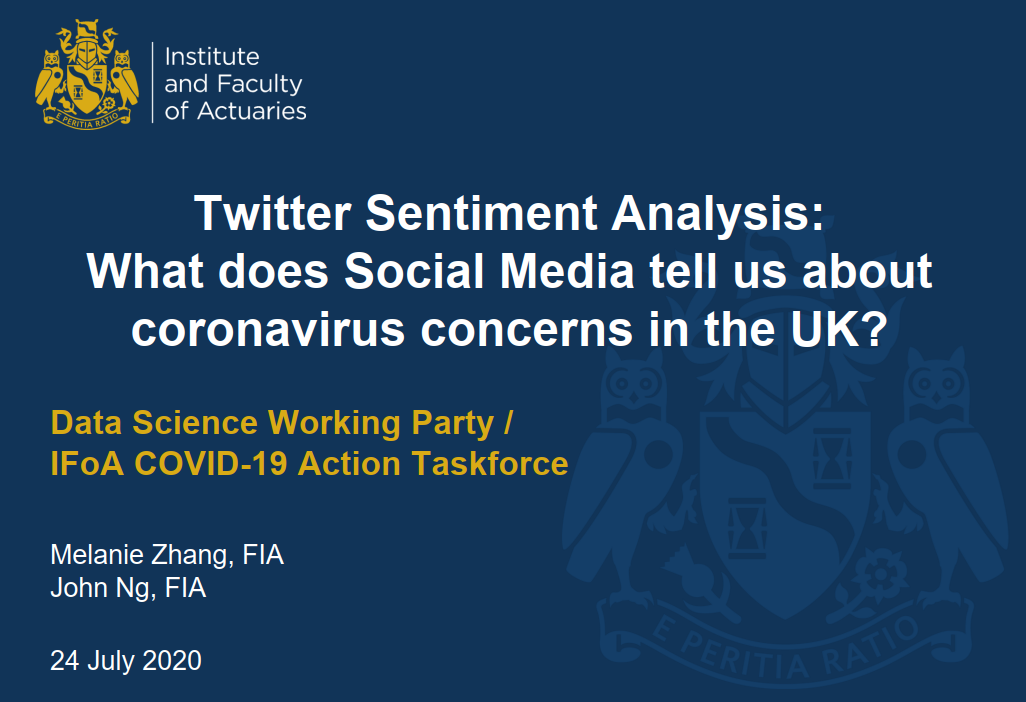 Institute
and Faculty
of Actuaries
E PERITIA RATIO
Twitter Sentiment Analysis:
What does Social Media tell us about
coronavirus concerns in the UK?
Data Science Working Party /
IFoA COVID-19 Action Taskforce
Melanie Zhang, FIA
John Ng, FIA
24 July 2020
E PERITIA RATIO